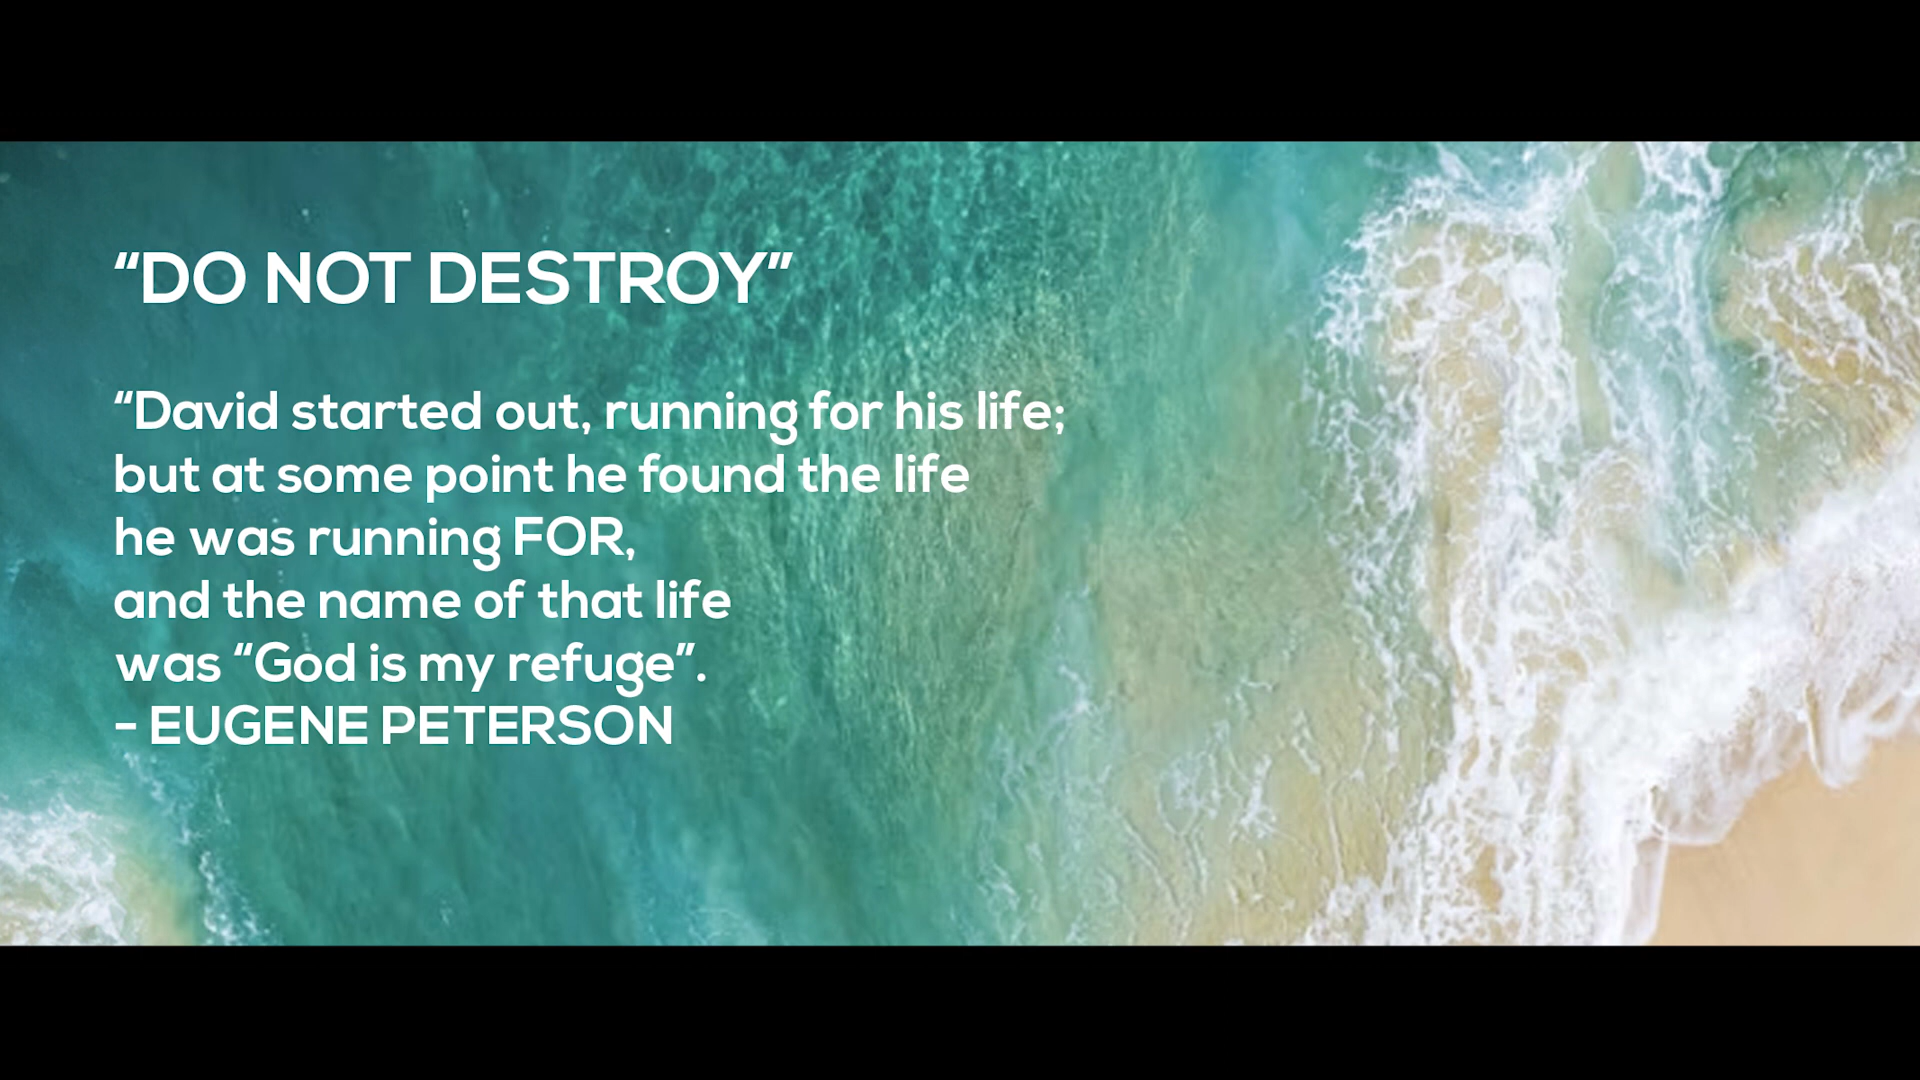 “DO NOT DESTROY”
“David started out, running for his life;
but at some point he found the life
he was running FOR,
and the name of that life
was “God is my refuge”.
- EUGENE PETERSON